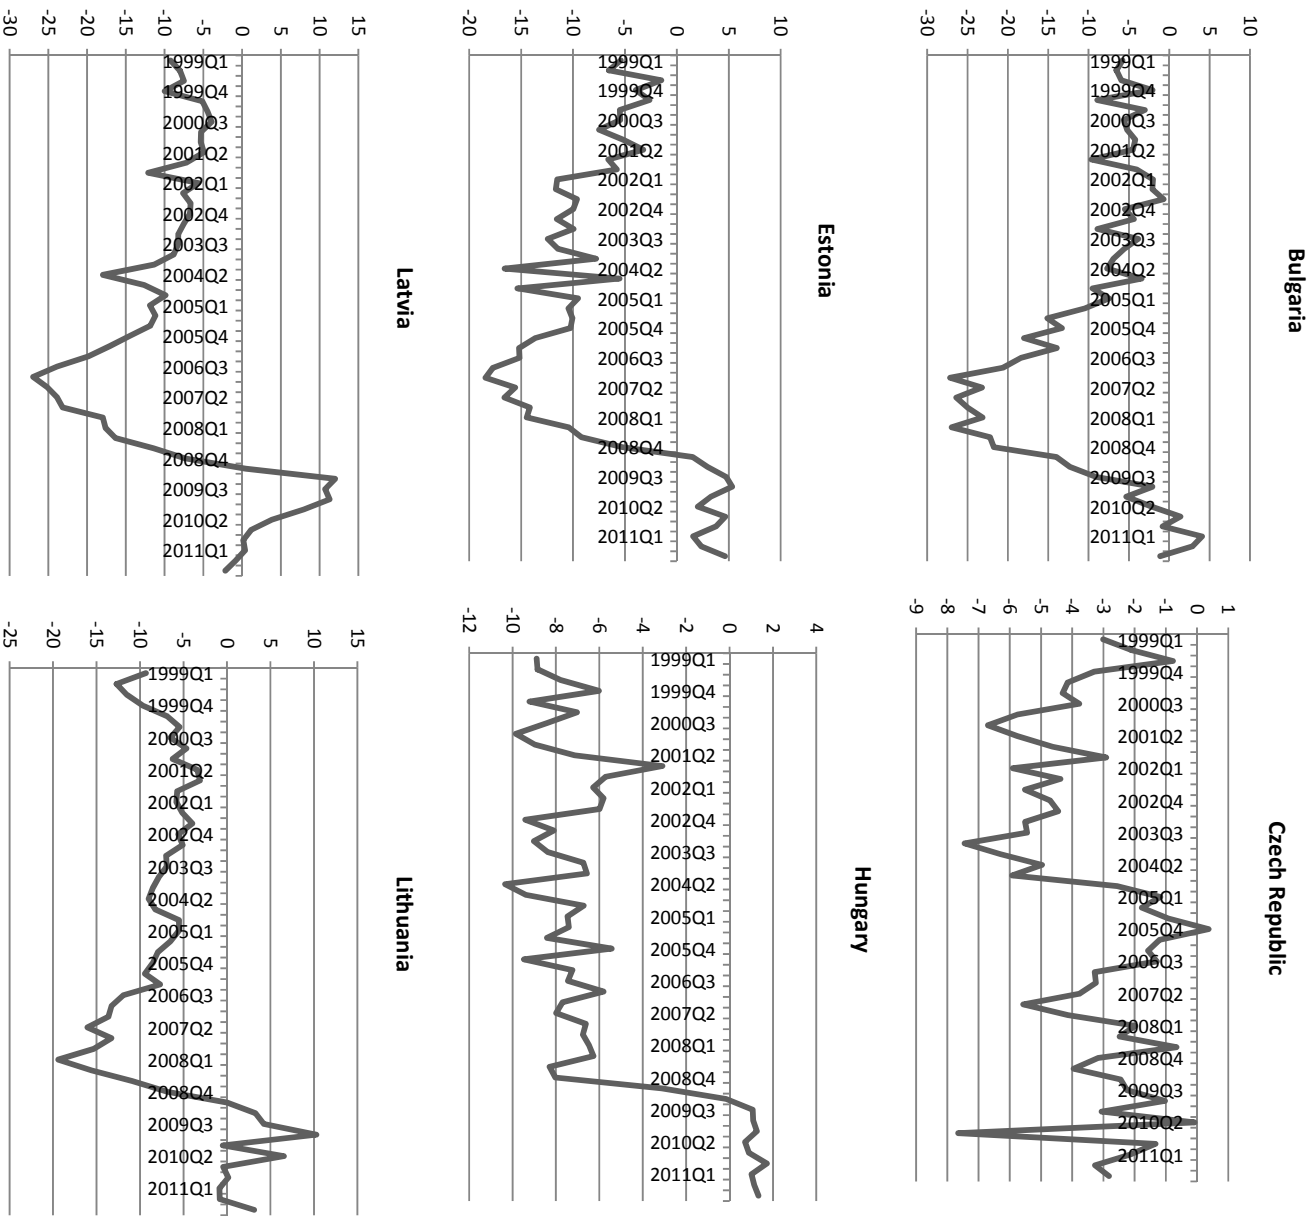 Bulgaria
10
5
0
-5
-10
-15
-20
-25
-30
1999Q1
1999Q4
2000Q3
2001Q2
2002Q1
2002Q4
2003Q3
2004Q2
2005Q1
2005Q4
2006Q3
2007Q2
2008Q1
2008Q4
2009Q3
2010Q2
2011Q1
Czech Republic
1
0
-1
-2
-3
-4
-5
-6
-7
-8
-9
1999Q1
1999Q4
2000Q3
2001Q2
2002Q1
2002Q4
2003Q3
2004Q2
2005Q1
2005Q4
2006Q3
2007Q2
2008Q1
2008Q4
2009Q3
2010Q2
2011Q1
Estonia
10
5
0
-5
-10
-15
-20
1999Q1
1999Q4
2000Q3
2001Q2
2002Q1
2002Q4
2003Q3
2004Q2
2005Q1
2005Q4
2006Q3
2007Q2
2008Q1
2008Q4
2009Q3
2010Q2
2011Q1
Hungary
4
2
0
-2
-4
-6
-8
-10
-12
1999Q1
1999Q4
2000Q3
2001Q2
2002Q1
2002Q4
2003Q3
2004Q2
2005Q1
2005Q4
2006Q3
2007Q2
2008Q1
2008Q4
2009Q3
2010Q2
2011Q1
Latvia
15
10
5
0
-5
-10
-15
-20
-25
-30
1999Q1
1999Q4
2000Q3
2001Q2
2002Q1
2002Q4
2003Q3
2004Q2
2005Q1
2005Q4
2006Q3
2007Q2
2008Q1
2008Q4
2009Q3
2010Q2
2011Q1
Lithuania
15
10
5
0
-5
-10
-15
-20
-25
1999Q1
1999Q4
2000Q3
2001Q2
2002Q1
2002Q4
2003Q3
2004Q2
2005Q1
2005Q4
2006Q3
2007Q2
2008Q1
2008Q4
2009Q3
2010Q2
2011Q1